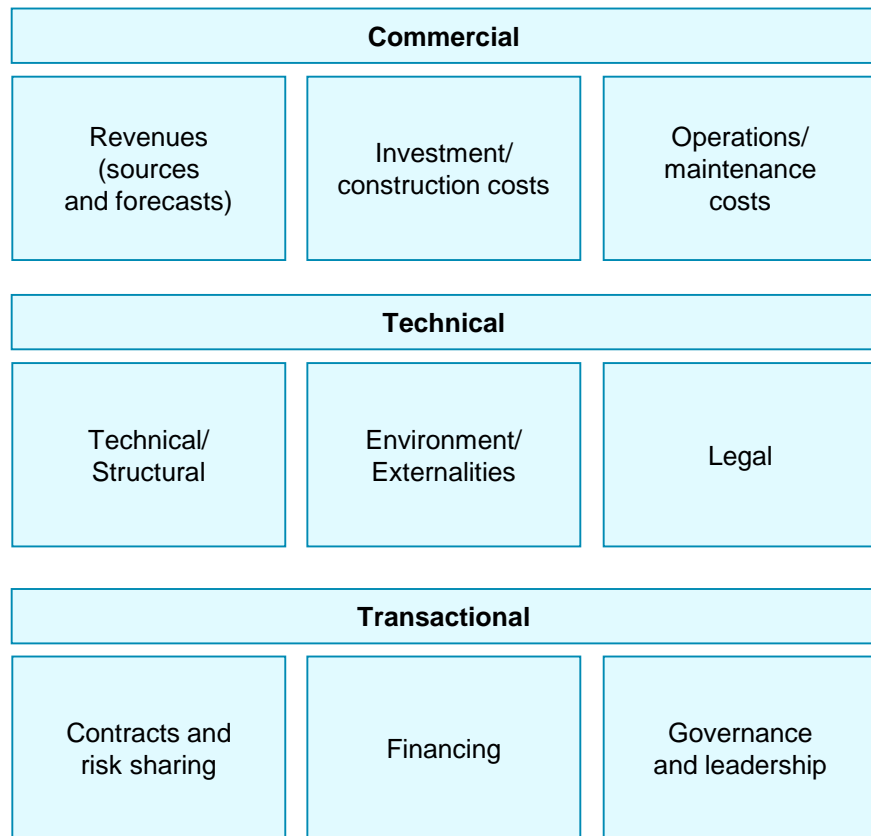 Commercial
Revenues
(sources
and forecasts)
Investment/
construction costs
Operations/
maintenance
costs
Technical
Technical/
Structural
Environment/
Externalities
Legal
Transactional
Contracts and
risk sharing
Financing
Governance
and leadership